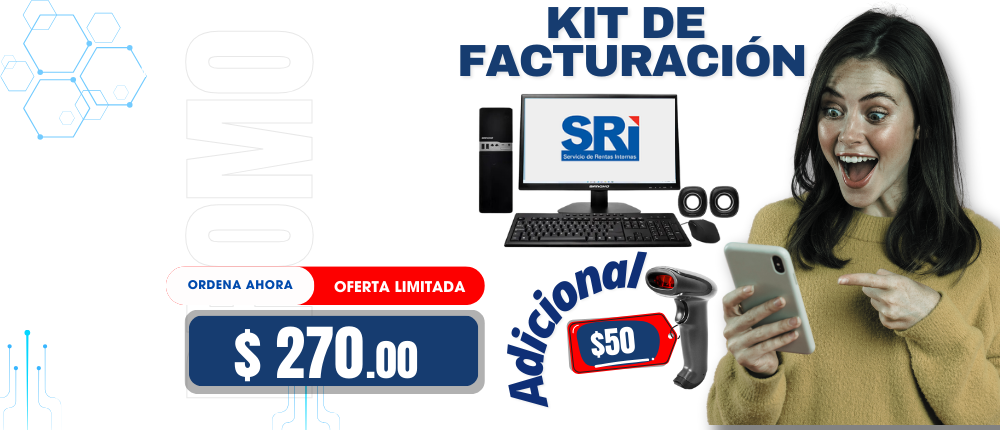 KIT DE
FACTURACIÓN
PROMO
SRi
Servicio de Rentas Internas
ORDENA AHORA
OFERTA LIMITADA
$ 270.00
Adicional
$50